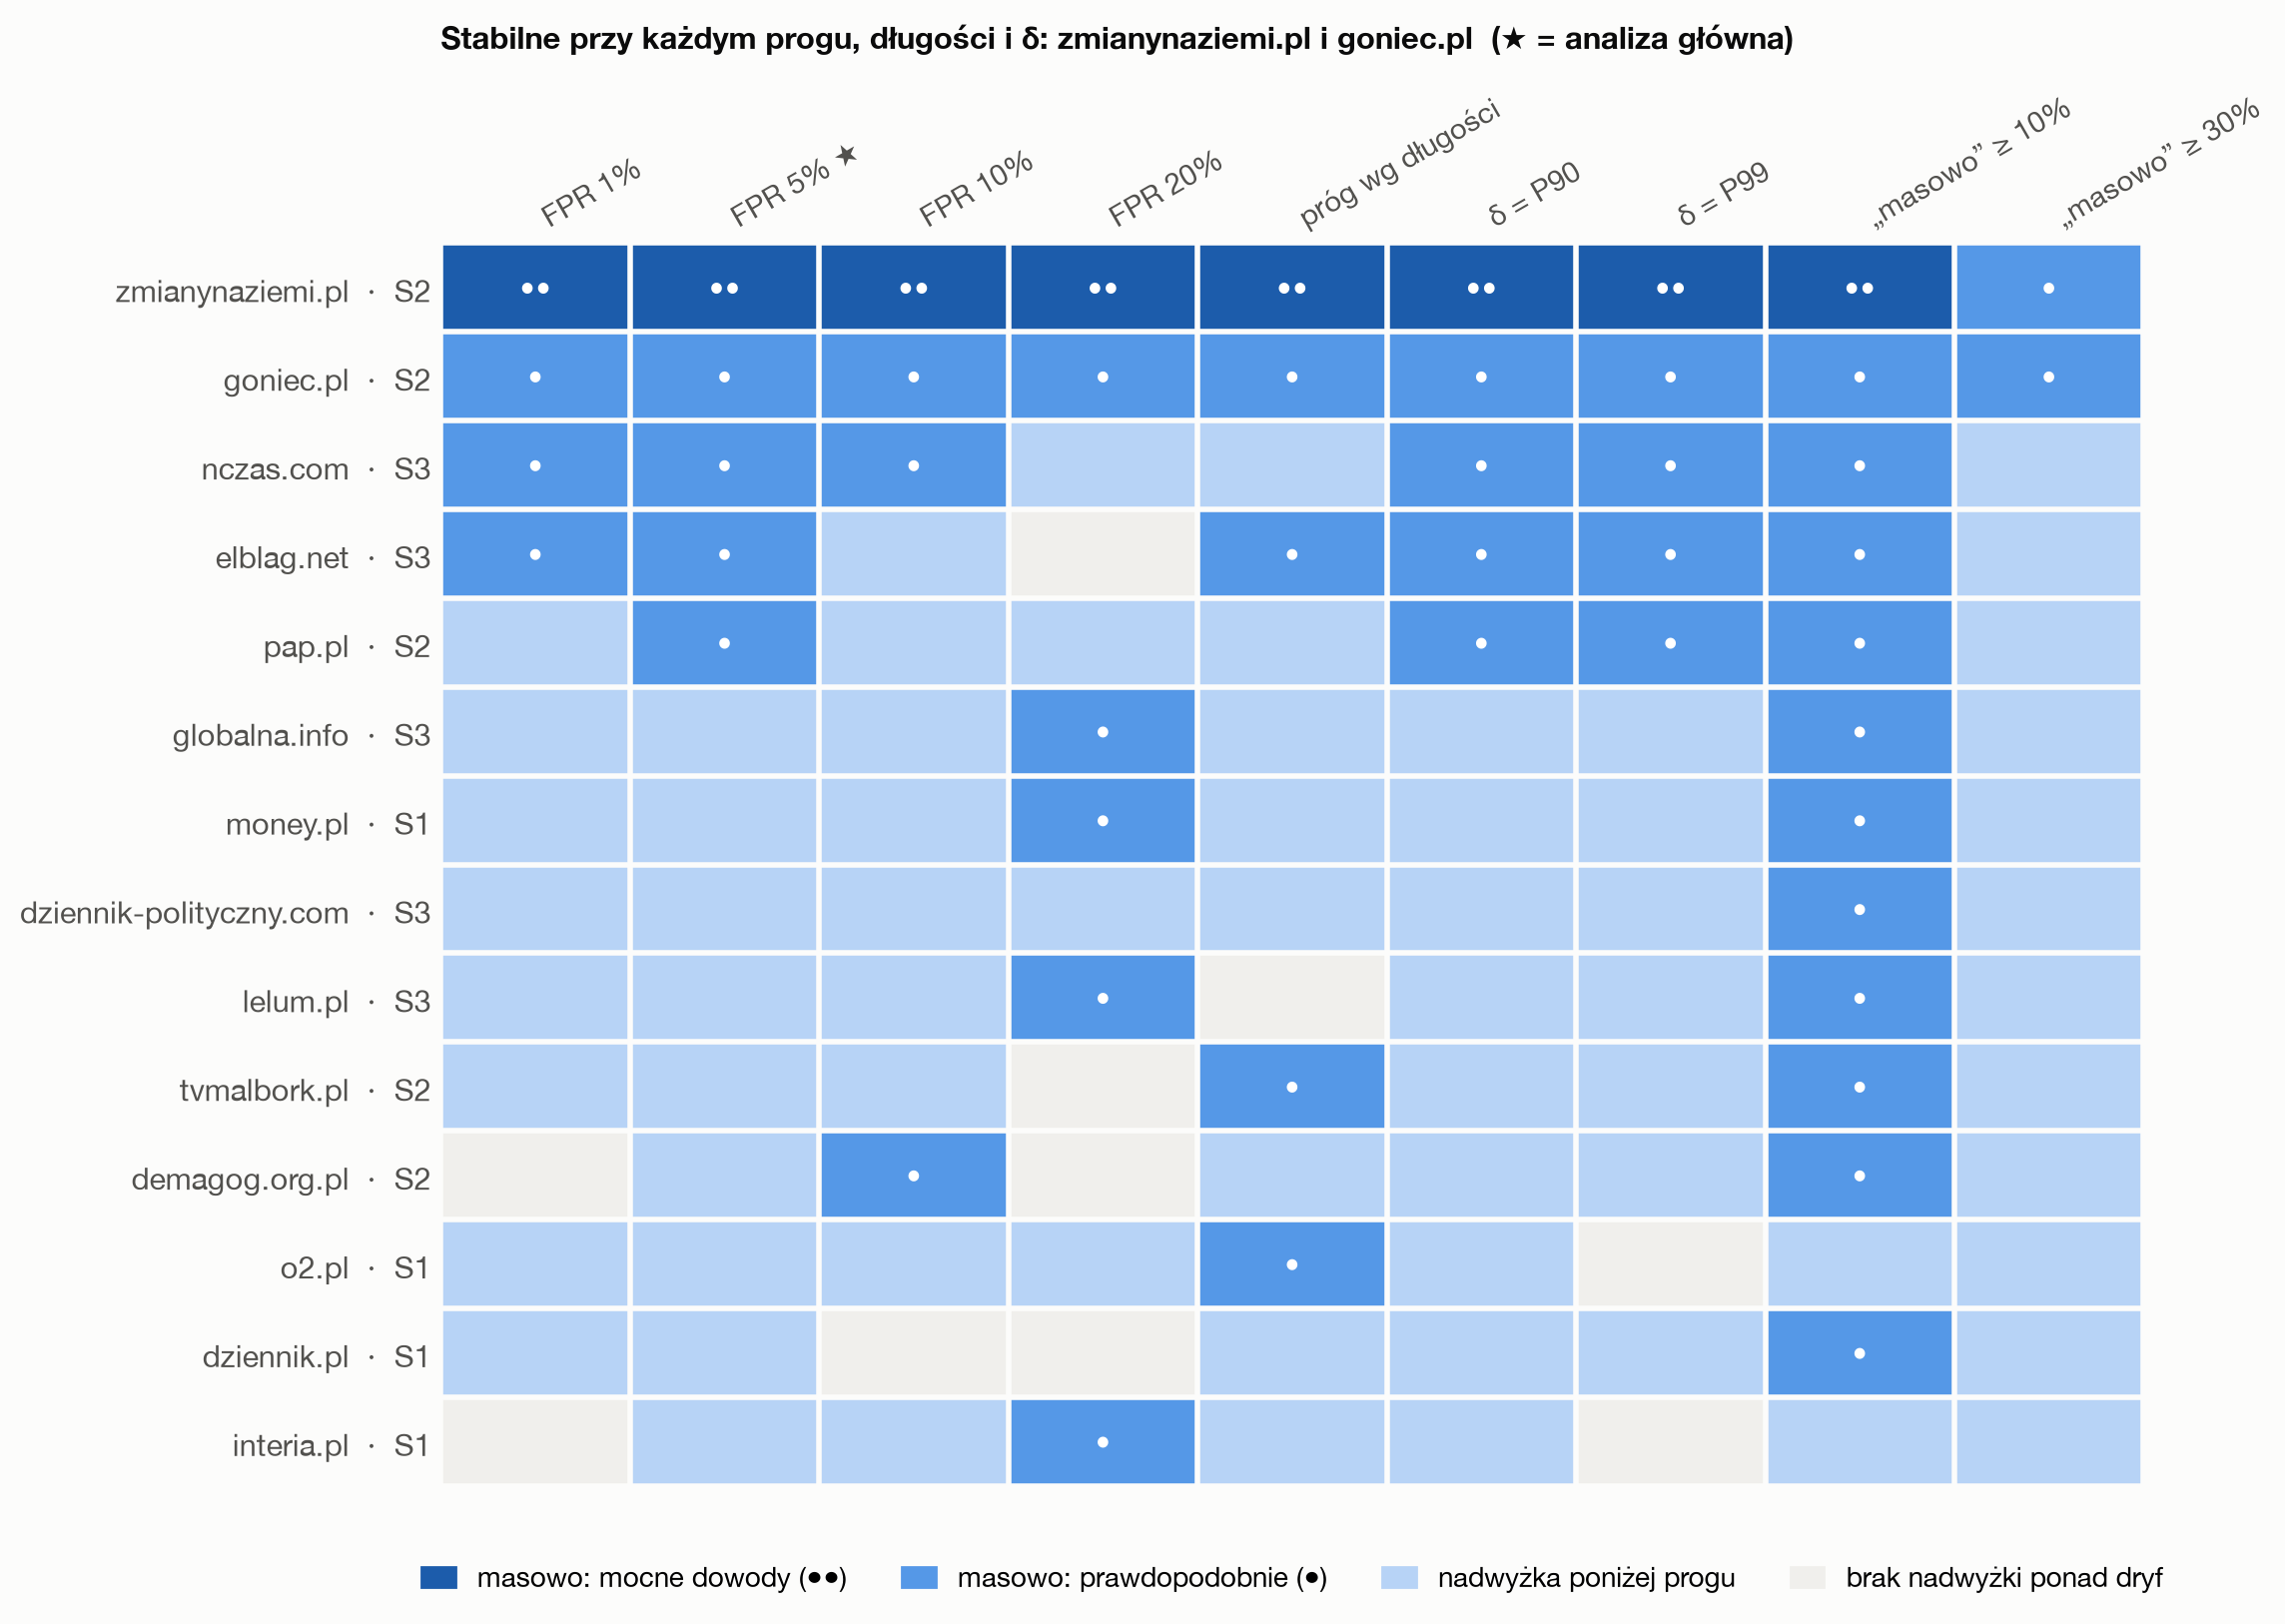 Stabilne przy każdym progu, długości i δ: zmianynaziemi.pl i goniec.pl (★ = analiza główna)
FPR 1%
FPR 5% ★
FPR 10%
FPR 20%
próg wg długości
δ = P90
δ = P99
„masowo” ≥ 10%
„masowo” ≥ 30%
zmianynaziemi.pl · S2
goniec.pl · S2
nczas.com · S3
elblag.net · S3
pap.pl · S2
globalna.info · S3
money.pl · S1
dziennik-polityczny.com · S3
lelum.pl · S3
tvmalbork.pl · S2
demagog.org.pl · S2
o2.pl · S1
dziennik.pl · S1
interia.pl · S1
masowo: mocne dowody (●●)
masowo: prawdopodobnie (●)
nadwyżka poniżej progu
brak nadwyżki ponad dryf